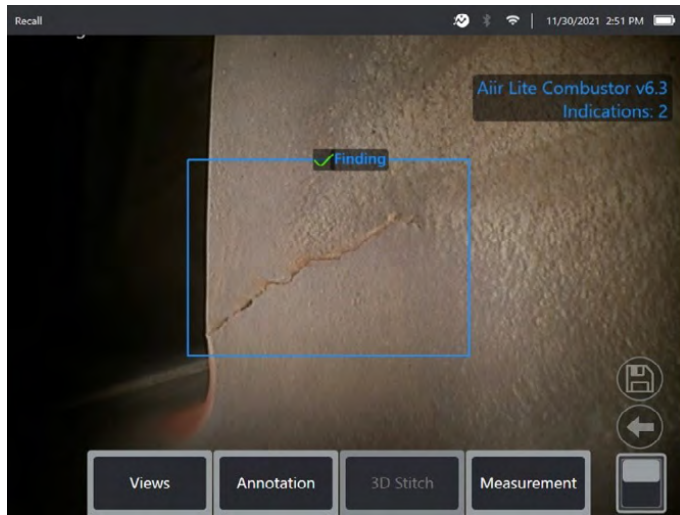 Recall
11/30/2021 2:51 PM
Aiir Lite Combustor v6.3
Indications: 2
Finding
Views
Annotation
3D Stitch
Measurement